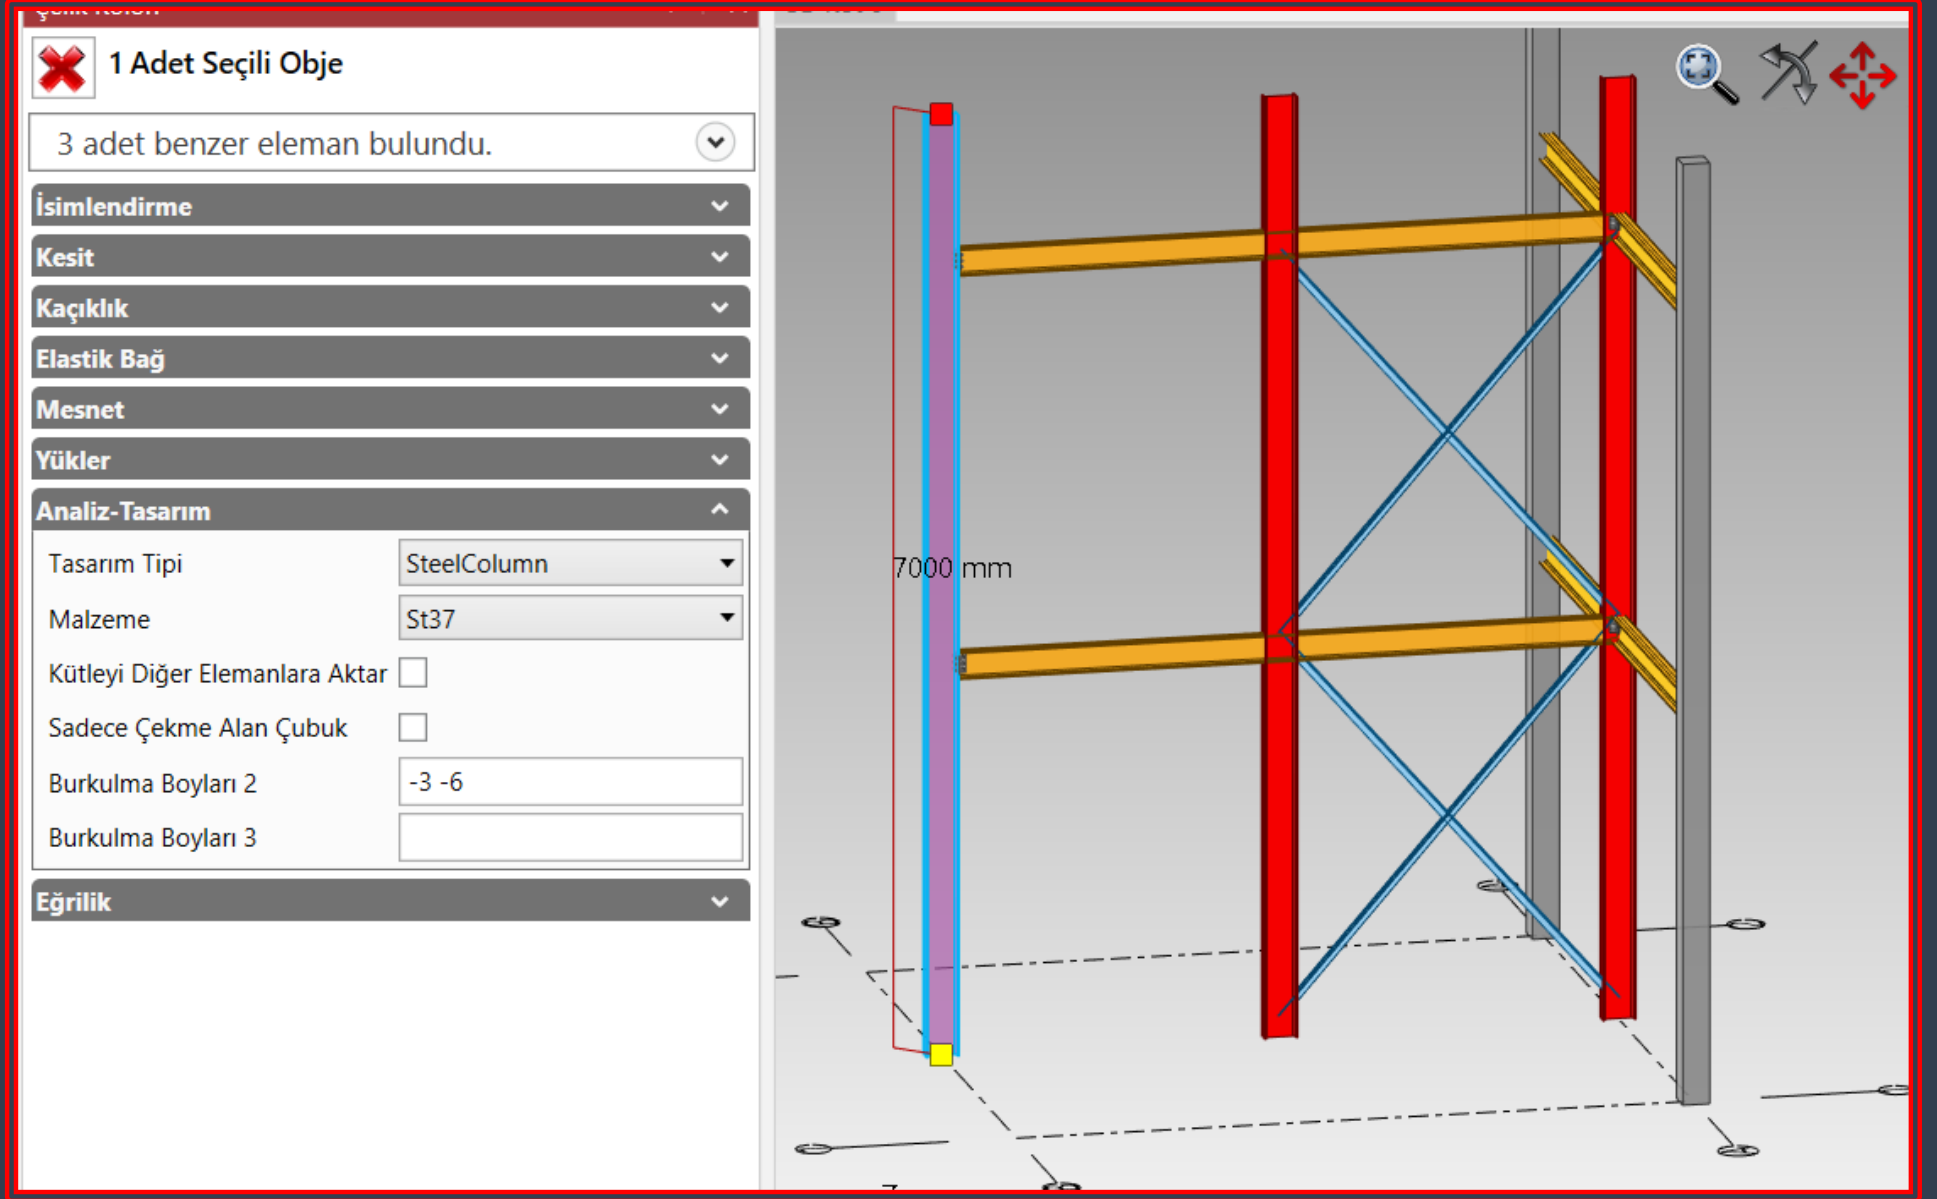 1 Adet Seçili Obje
3 adet benzer eleman bulundu.
İsimlendirme
Kesit
Kaçıklık
Elastik Bağ
Mesnet
Yükler
Analiz-Tasarım
Tasarım Tipi SteelColumn
Malzeme St37
Kütleyi Diğer Elemanlara Aktar
Sadece Çekme Alan Çubuk
Burkulma Boyları 2 -3 -6
Burkulma Boyları 3
Eğrilik
7000 mm